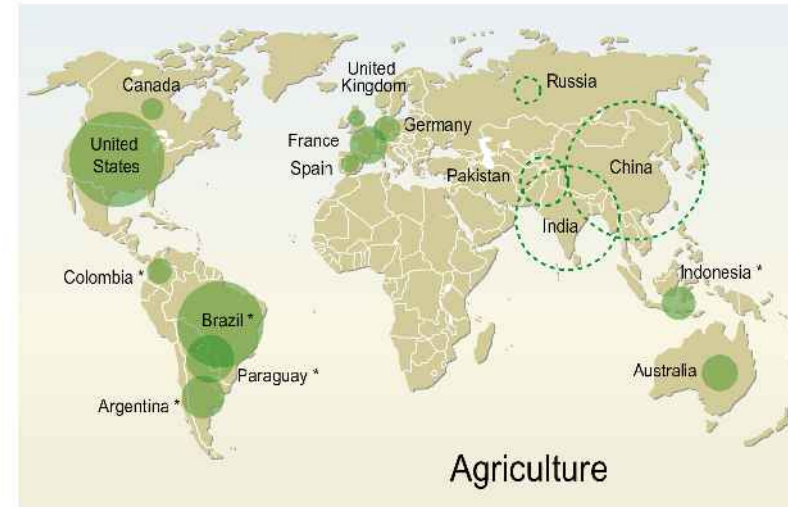 Canada
United
Kingdom
Russia
United
States
France
Germany
Spain
Pakistan
China
India
Colombia *
Indonesia *
Brazil *
Paraguay *
Australia
Argentina *
Agriculture